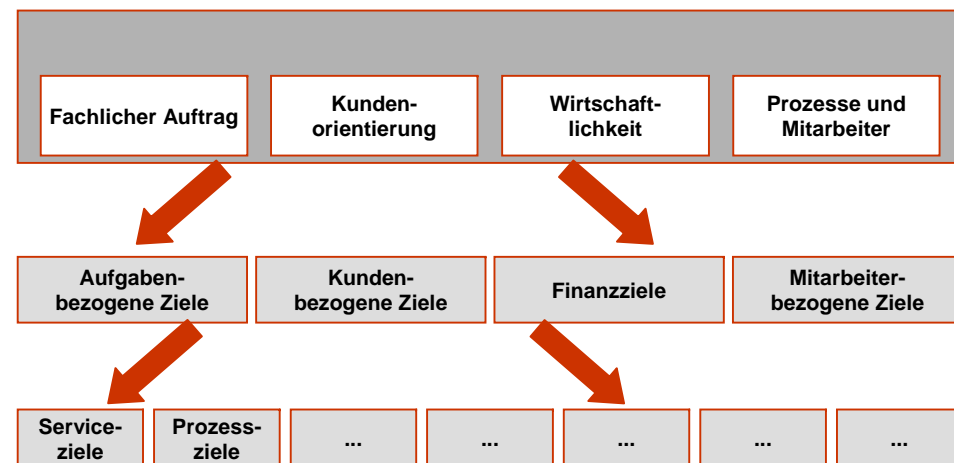 Fachlicher Auftrag
Kunden-
orientierung
Wirtschaft-
lichkeit
Prozesse und
Mitarbeiter
Aufgaben-
bezogene Ziele
Kunden-
bezogene Ziele
Finanzziele
Mitarbeiter-
bezogene Ziele
Service-
ziele
Prozess-
ziele
...
...
...
...
...